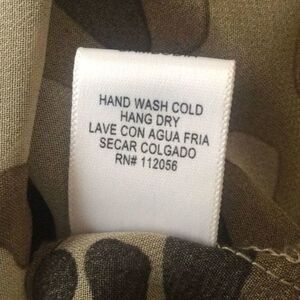 HAND WASH COLD
HANG DRY
LAVE CON AGUA FRIA
SECAR COLGADO
RN# 112056